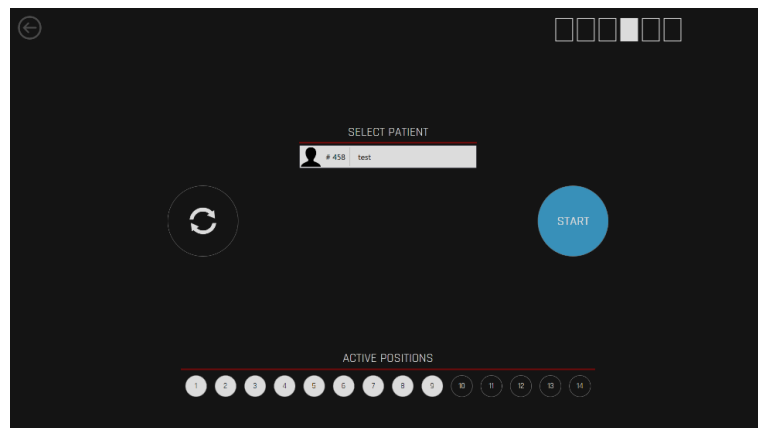 SELECT PATIENT
# 458 test
START
ACTIVE POSITIONS
1 2 3 4 5 6 7 8 9 10 11 12 13 14